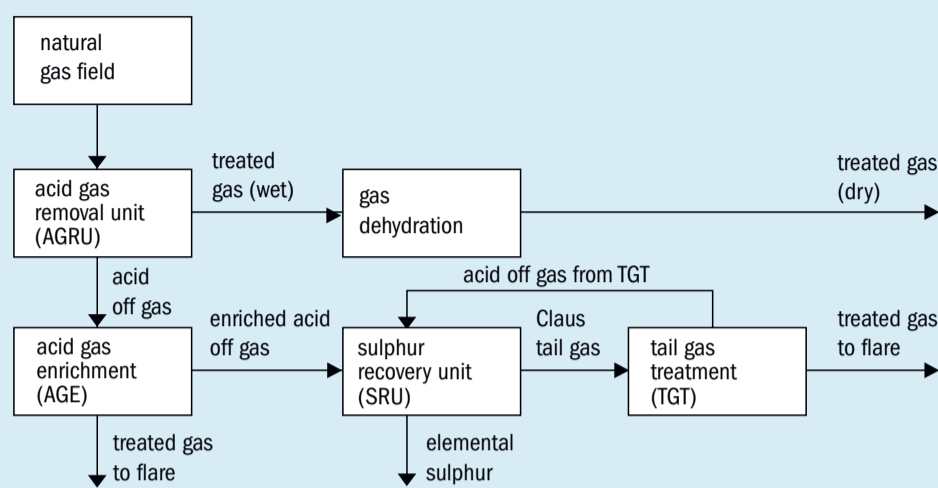 natural
gas field
acid gas
removal unit
(AGRU)
treated
gas (wet)
gas
dehydration
treated gas
(dry)
acid
off gas
acid off gas from TGT
acid gas
enrichment
(AGE)
enriched acid
off gas
sulphur
recovery unit
(SRU)
Claus
tail gas
tail gas
treatment
(TGT)
treated gas
to flare
treated gas
to flare
elemental
sulphur